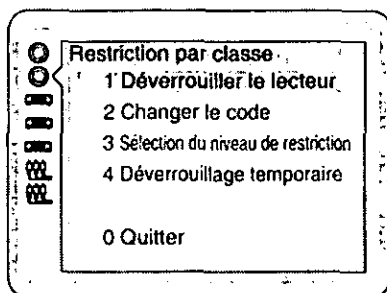 Restriction par classe
1 Déverrouiller le lecteur
2 Changer le code
3 Sélection du niveau de restriction
4 Déverrouillage temporaire
0 Quitter